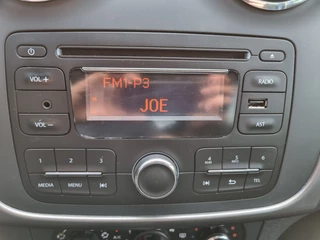 FM1-P3
JOE
VOL +
RADIO
VOL –
AST
1 2 3
4 5 6
MEDIA MENU
TEL